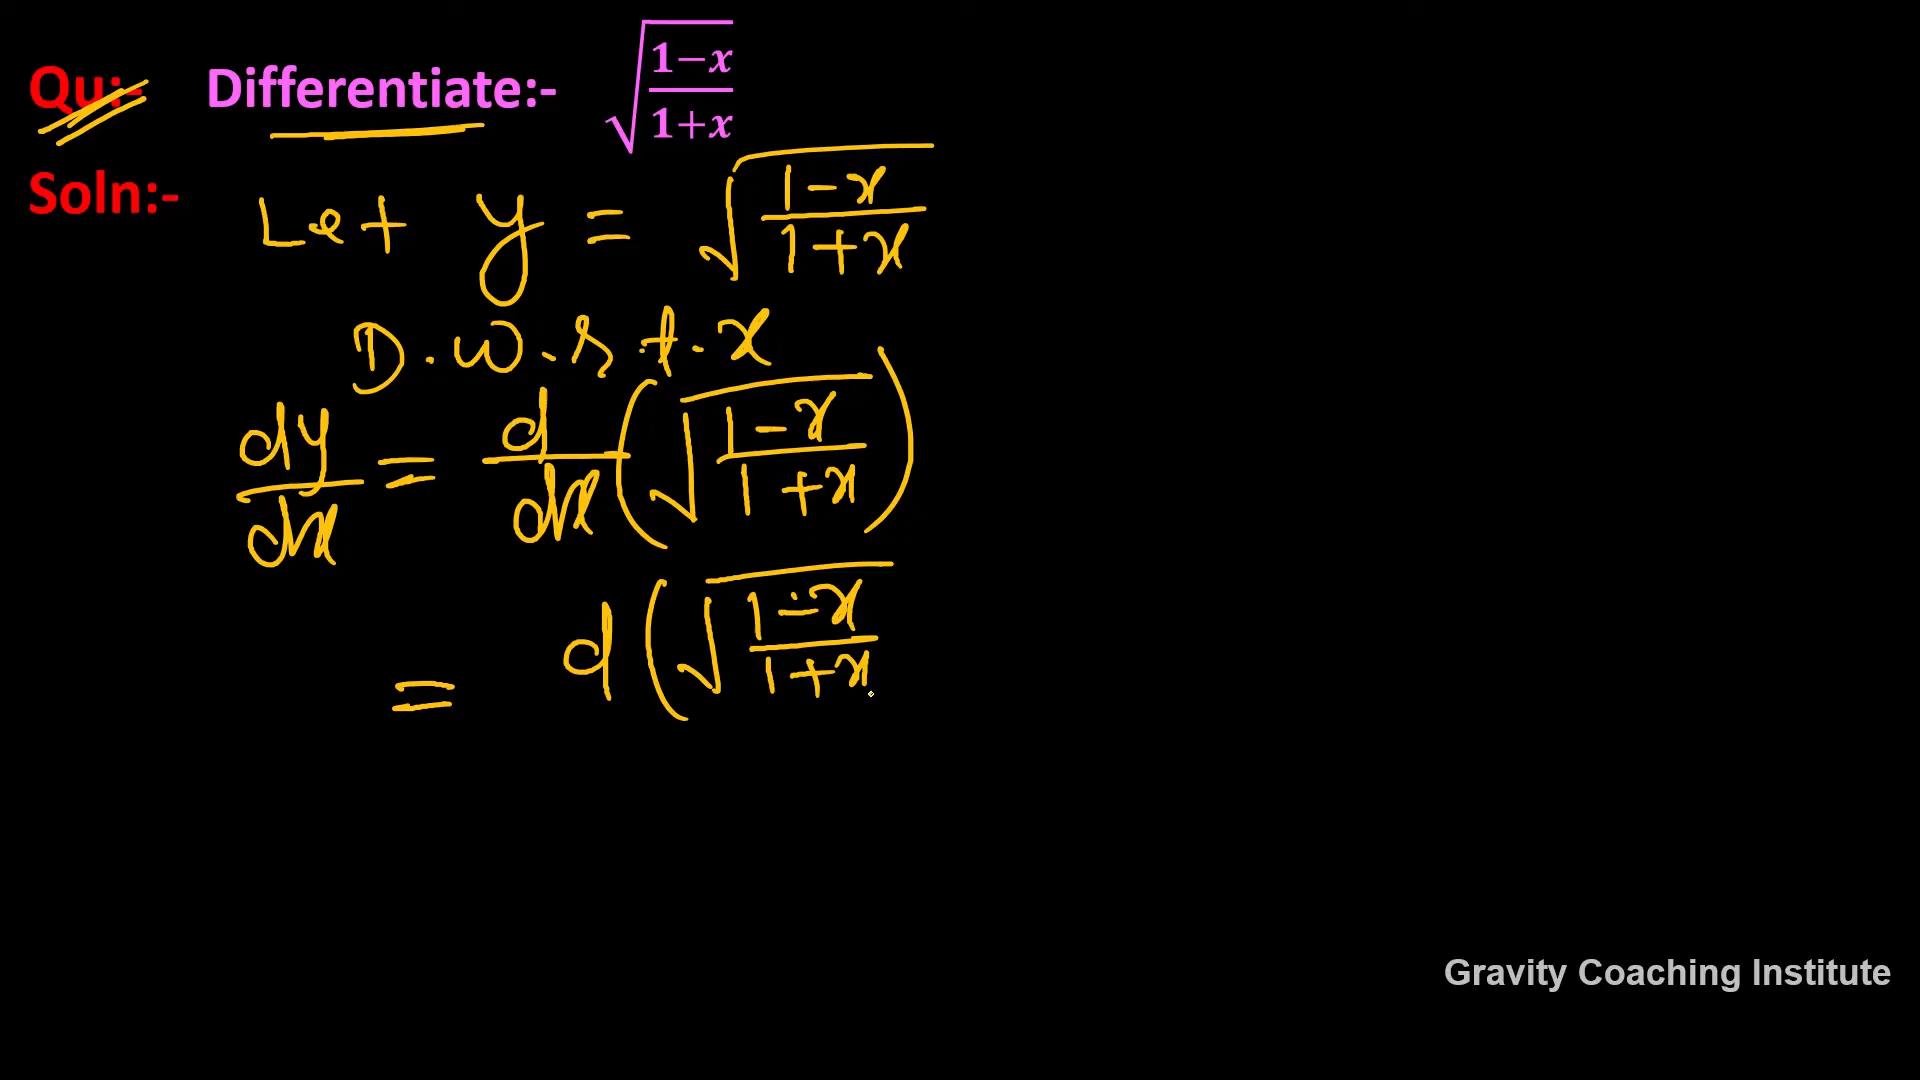 Qu:- Differentiate:- √((1−x)/(1+x))
Soln:- Let y = √((1−x)/(1+x))
D.w.r.t.x
dy/dx = d/dx (√((1−x)/(1+x)))
= d (√((1−x)/(1+x))
Gravity Coaching Institute